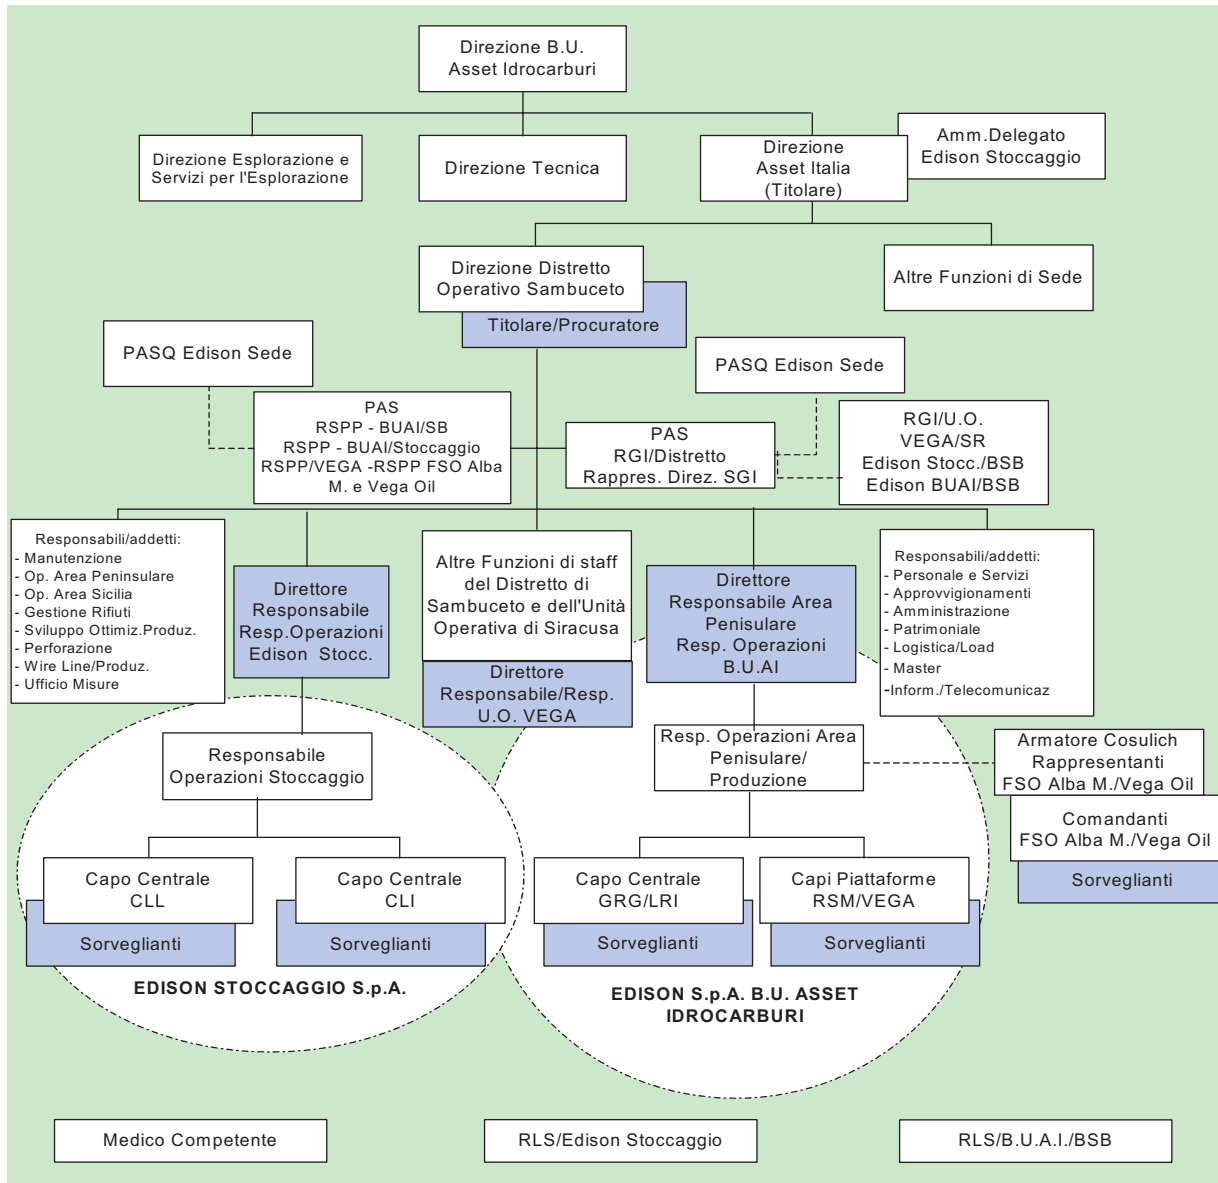 Direzione B.U.
Asset Idrocarburi
Direzione Esplorazione e
Servizi per l'Esplorazione
Direzione Tecnica
Direzione
Asset Italia
(Titolare)
Amm.Delegato
Edison Stoccaggio
Direzione Distretto
Operativo Sambuceto
Titolare/Procuratore
Altre Funzioni di Sede
PASQ Edison Sede
PASQ Edison Sede
PAS
RSPP - BUAI/SB
RSPP - BUAI/Stoccaggio
RSPP/VEGA -RSPP FSO Alba
M. e Vega Oil
PAS
RGI/Distretto
Rappres. Direz. SGI
RGI/U.O.
VEGA/SR
Edison Stocc./BSB
Edison BUAI/BSB
Responsabili/addetti:
- Manutenzione
- Op. Area Peninsulare
- Op. Area Sicilia
- Gestione Rifiuti
- Sviluppo Ottimiz.Produz.
- Perforazione
- Wire Line/Produz.
- Ufficio Misure
Direttore
Responsabile
Resp.Operazioni
Edison Stocc.
Altre Funzioni di staff
del Distretto di
Sambuceto e dell'Unità
Operativa di Siracusa
Direttore
Responsabile/Resp.
U.O. VEGA
Direttore
Responsabile Area
Penisulare
Resp. Operazioni
B.U.AI
Responsabili/addetti:
- Personale e Servizi
- Approvvigionamenti
- Amministrazione
- Patrimoniale
- Logistica/Load
- Master
-Inform./Telecomunicaz
Responsabile
Operazioni Stoccaggio
Resp. Operazioni Area
Penisulare/
Produzione
Armatore Cosulich
Rappresentanti
FSO Alba M./Vega Oil
Comandanti
FSO Alba M./Vega Oil
Sorveglianti
Capo Centrale
CLL
Sorveglianti
Capo Centrale
CLI
Sorveglianti
Capo Centrale
GRG/LRI
Sorveglianti
Capi Piattaforme
RSM/VEGA
Sorveglianti
EDISON STOCCAGGIO S.p.A.
EDISON S.p.A. B.U. ASSET
IDROCARBURI
Medico Competente
RLS/Edison Stoccaggio
RLS/B.U.A.I./BSB